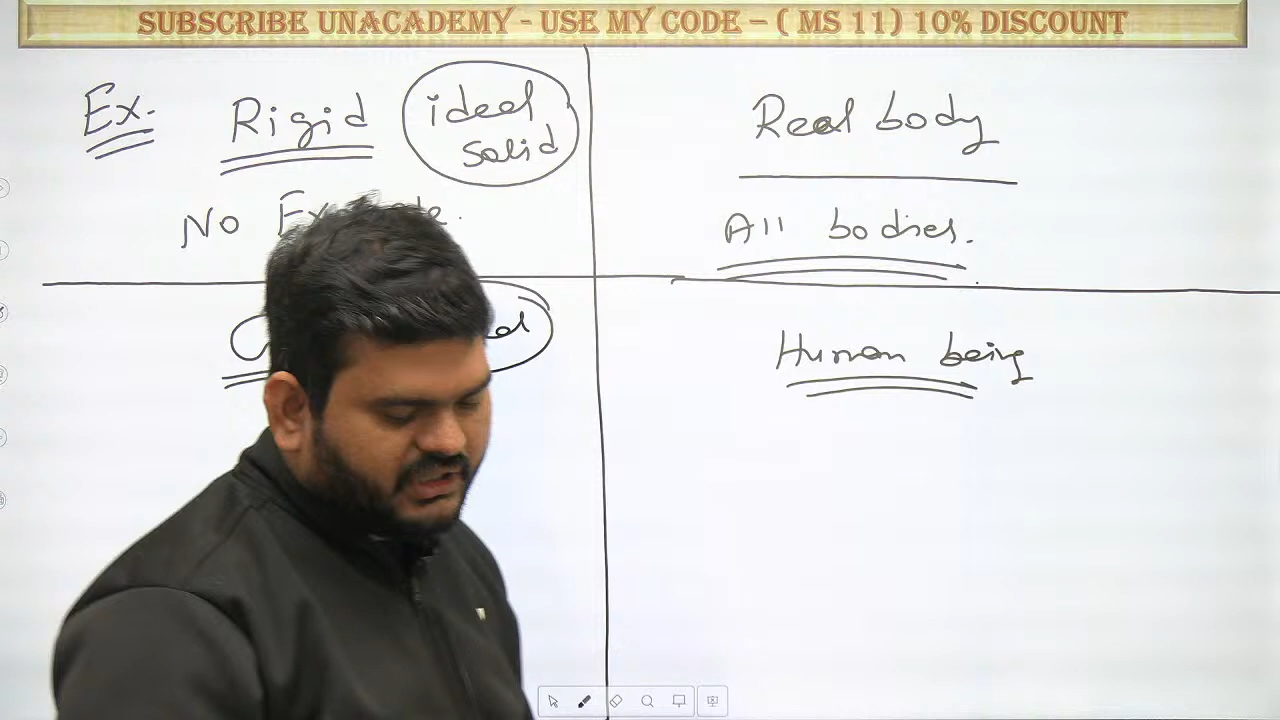 SUBSCRIBE UNACADEMY - USE MY CODE – ( MS 11) 10% DISCOUNT
Ex. Rigid ideal solid
No
Real body
All bodies.
Human being